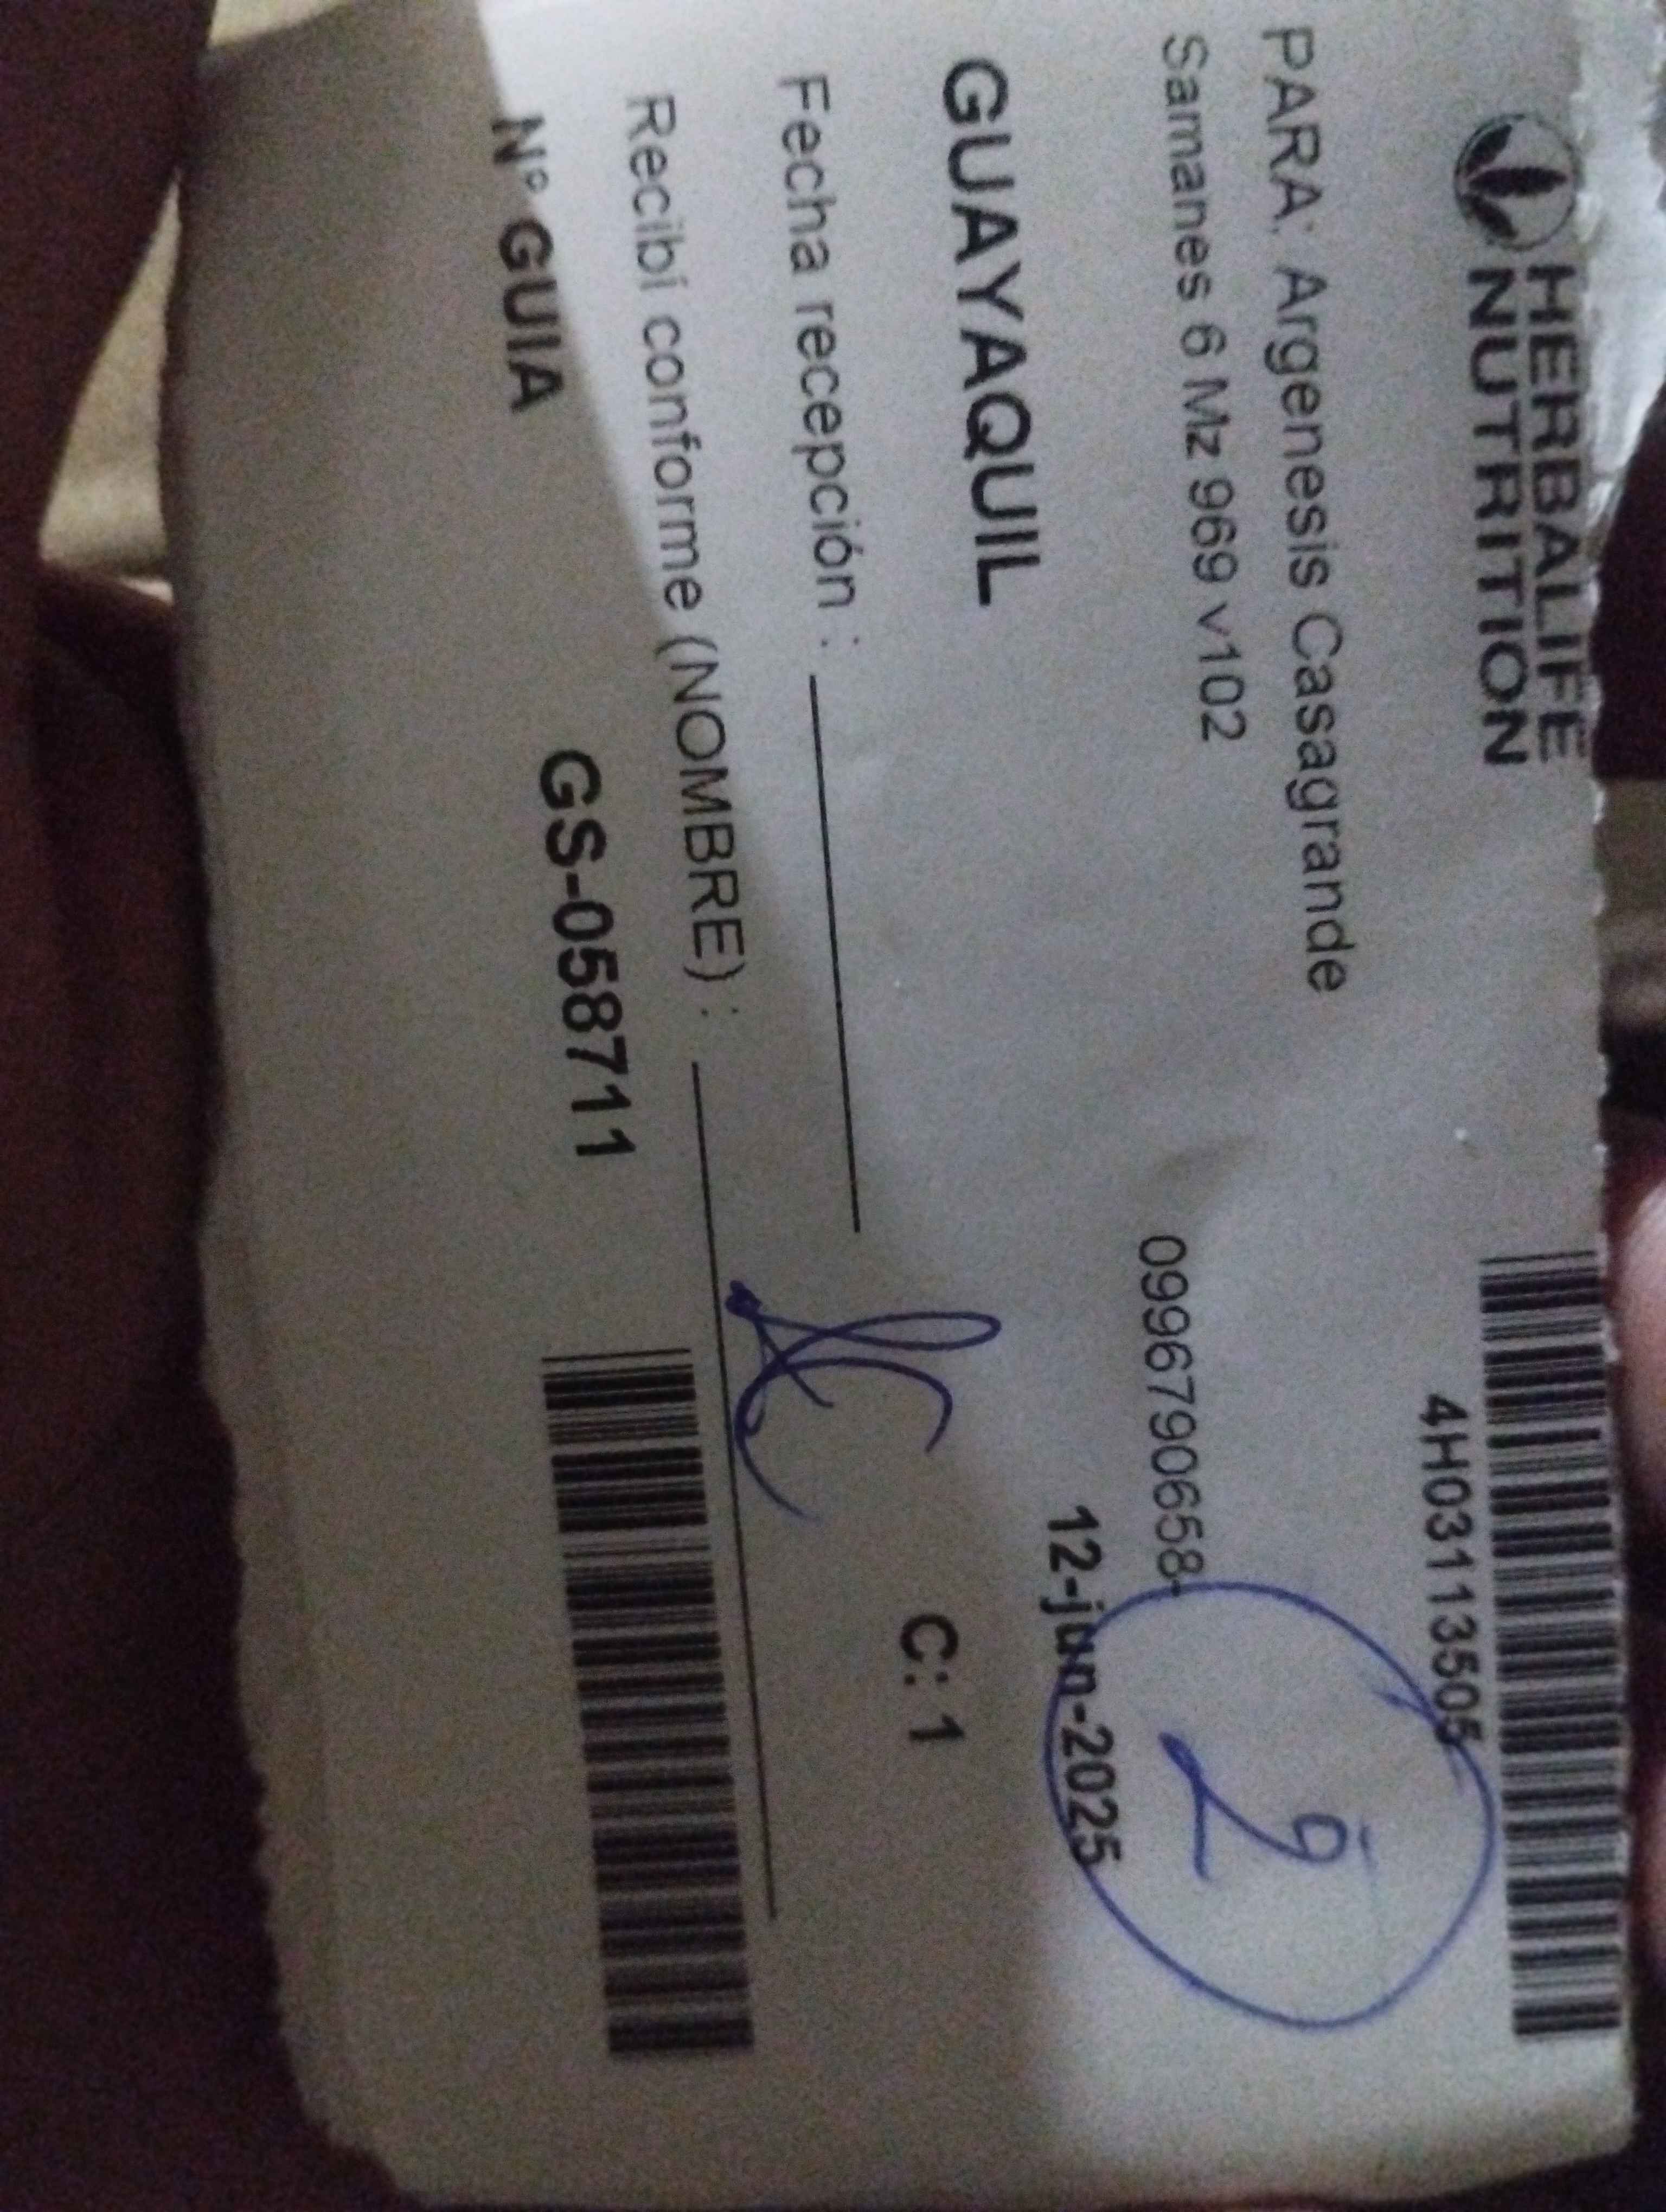 HERBALIFE
NUTRITION
4H03113505
PARA: Argenesis Casagrande
Samanes 6 Mz 969 v102
0996790658-
2
12-jun-2025
GUAYAQUIL
C: 1
Fecha recepción :
Recibí conforme (NOMBRE) :
N° GUIA GS-058711